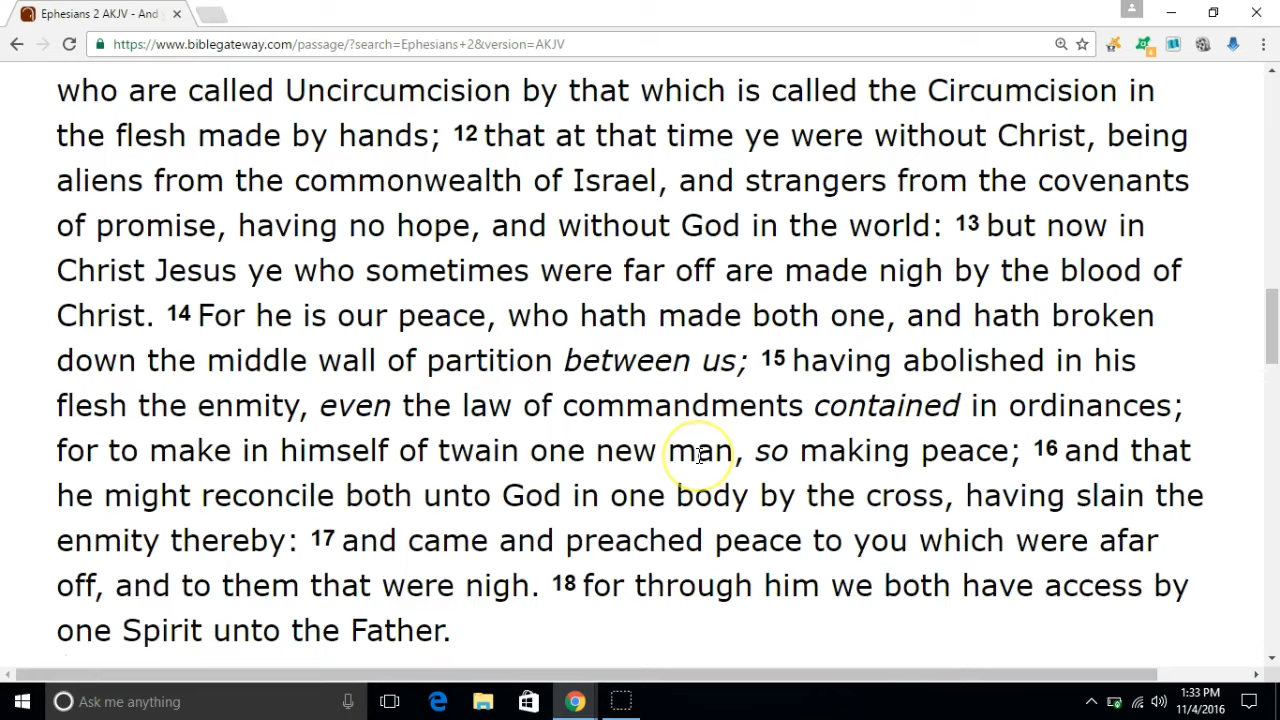 Ephesians 2 AKJV - And
https://www.biblegateway.com/passage/?search=Ephesians+2&version=AKJV
who are called Uncircumcision by that which is called the Circumcision in
the flesh made by hands; 12 that at that time ye were without Christ, being
aliens from the commonwealth of Israel, and strangers from the covenants
of promise, having no hope, and without God in the world: 13 but now in
Christ Jesus ye who sometimes were far off are made nigh by the blood of
Christ. 14 For he is our peace, who hath made both one, and hath broken
down the middle wall of partition between us; 15 having abolished in his
flesh the enmity, even the law of commandments contained in ordinances;
for to make in himself of twain one new man, so making peace; 16 and that
he might reconcile both unto God in one body by the cross, having slain the
enmity thereby: 17 and came and preached peace to you which were afar
off, and to them that were nigh. 18 for through him we both have access by
one Spirit unto the Father.
Ask me anything
1:33 PM
11/4/2016